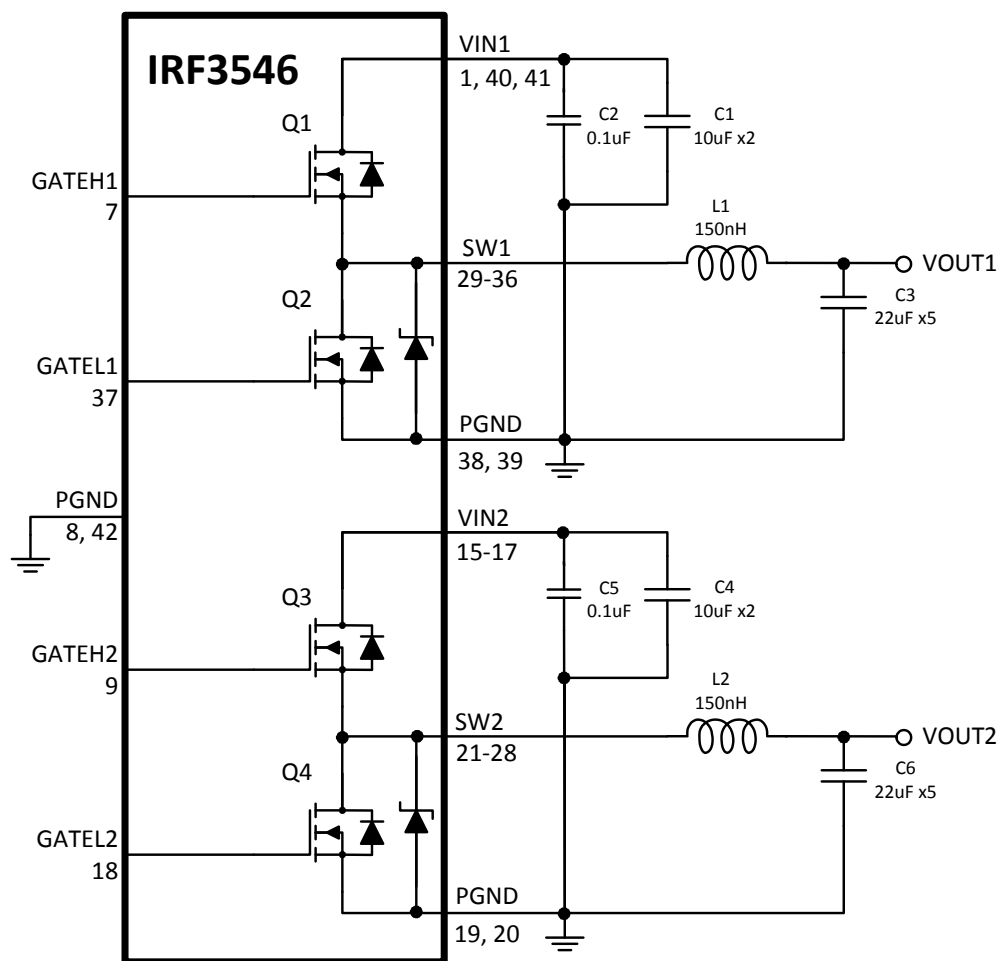 IRF3546
VIN1
1, 40, 41
Q1
C2
0.1uF
C1
10uF x2
GATEH1
7
L1
150nH
SW1
29-36
VOUT1
C3
22uF x5
Q2
GATEL1
37
PGND
38, 39
PGND
8, 42
VIN2
15-17
Q3
C5
0.1uF
C4
10uF x2
GATEH2
9
L2
150nH
SW2
21-28
VOUT2
C6
22uF x5
Q4
GATEL2
18
PGND
19, 20